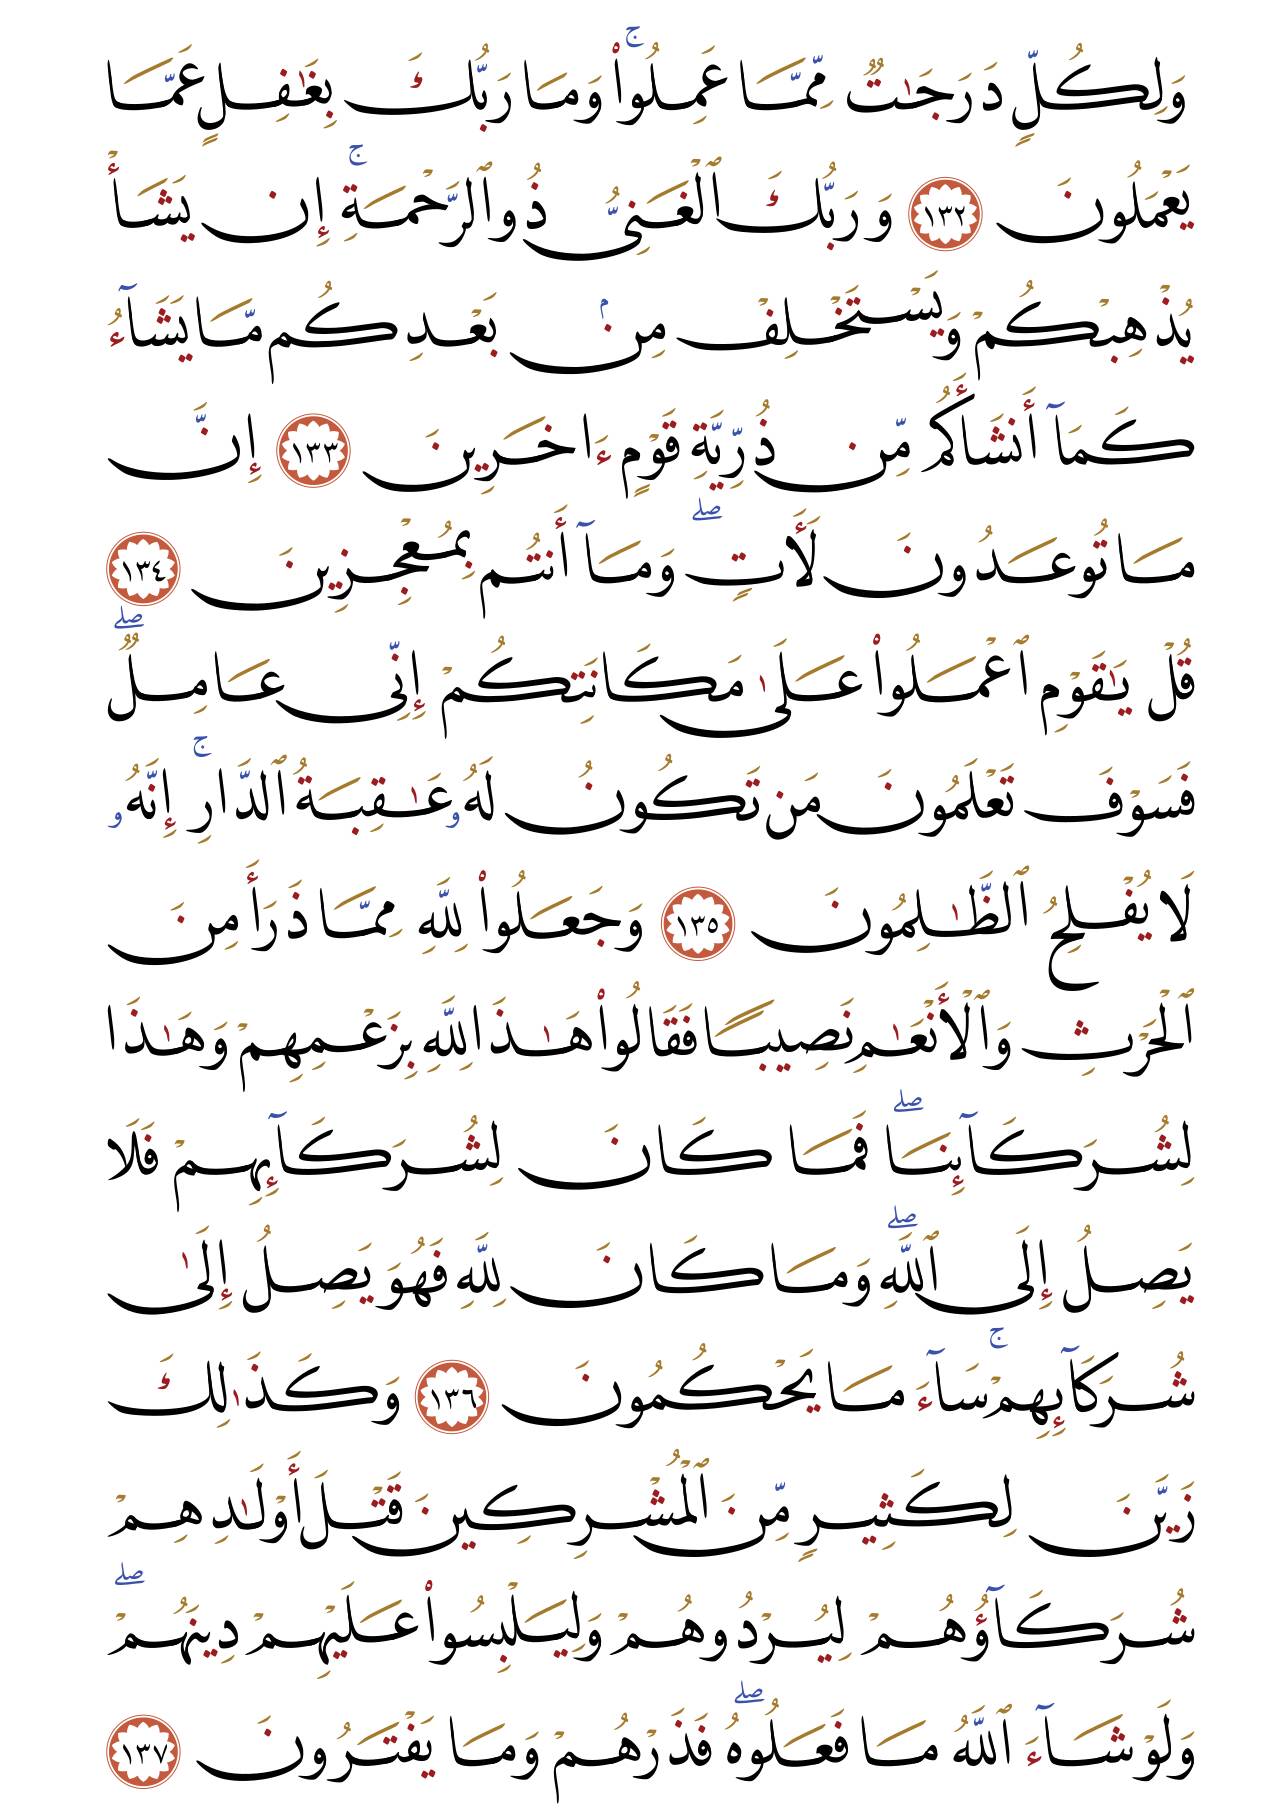 وَلِكُلٍّ دَرَجَٰتٌ مِّمَّا عَمِلُوا۟ ۚ وَمَا رَبُّكَ بِغَٰفِلٍ عَمَّا
يَعْمَلُونَ ١٣٢ وَرَبُّكَ ٱلْغَنِىُّ ذُو ٱلرَّحْمَةِ ۚ إِن يَشَأْ
يُذْهِبْكُمْ وَيَسْتَخْلِفْ مِنۢ بَعْدِكُم مَّا يَشَآءُ
كَمَآ أَنشَأَكُم مِّن ذُرِّيَّةِ قَوْمٍ ءَاخَرِينَ ١٣٣ إِنَّ
مَا تُوعَدُونَ لَأَتٍ ۖ وَمَآ أَنتُم بِمُعْجِزِينَ ١٣٤
قُلْ يَٰقَوْمِ ٱعْمَلُوا۟ عَلَىٰ مَكَانَتِكُمْ إِنِّى عَامِلٌ ۖ
فَسَوْفَ تَعْلَمُونَ مَن تَكُونُ لَهُۥ عَٰقِبَةُ ٱلدَّارِ ۚ إِنَّهُۥ
لَا يُفْلِحُ ٱلظَّٰلِمُونَ ١٣٥ وَجَعَلُوا۟ لِلَّهِ مِمَّا ذَرَأَ مِنَ
ٱلْحَرْثِ وَٱلْأَنْعَٰمِ نَصِيبًا فَقَالُوا۟ هَٰذَا لِلَّهِ بِزَعْمِهِمْ وَهَٰذَا
لِشُرَكَآئِنَا ۖ فَمَا كَانَ لِشُرَكَآئِهِمْ فَلَا
يَصِلُ إِلَى ٱللَّهِ ۖ وَمَا كَانَ لِلَّهِ فَهُوَ يَصِلُ إِلَىٰ
شُرَكَآئِهِمْ ۚ سَآءَ مَا يَحْكُمُونَ ١٣٦ وَكَذَٰلِكَ
زَيَّنَ لِكَثِيرٍ مِّنَ ٱلْمُشْرِكِينَ قَتْلَ أَوْلَٰدِهِمْ
شُرَكَآؤُهُمْ لِيُرْدُوهُمْ وَلِيَلْبِسُوا۟ عَلَيْهِمْ دِينَهُمْ ۖ
وَلَوْ شَآءَ ٱللَّهُ مَا فَعَلُوهُ ۖ فَذَرْهُمْ وَمَا يَفْتَرُونَ ١٣٧